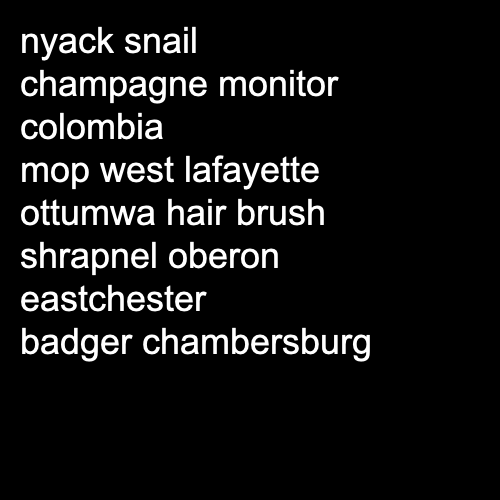 nyack snail
champagne monitor
colombia
mop west lafayette
ottumwa hair brush
shrapnel oberon
eastchester
badger chambersburg